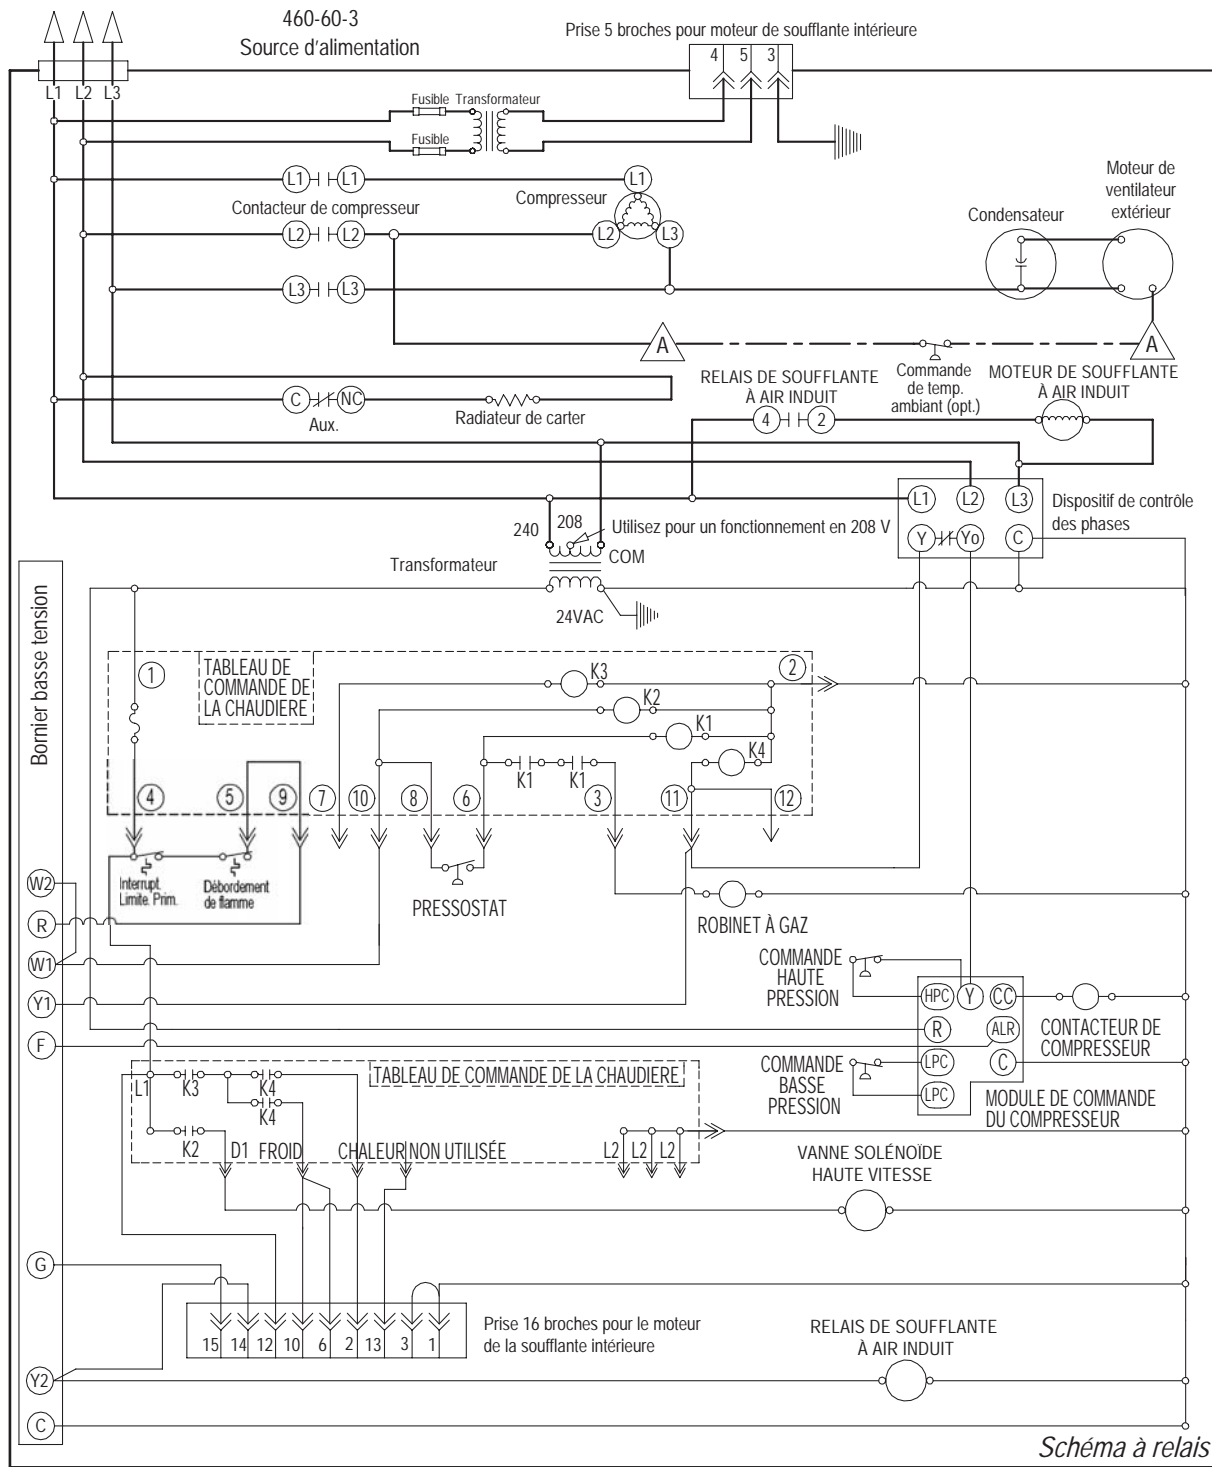 460-60-3
Source d'alimentation
Prise 5 broches pour moteur de soufflante intérieure
4 5 3
L1 L2 L3
Fusible Transformateur
Fusible
L1 L1 L1
Contacteur de compresseur
Compresseur
L2 L2 L2 L3
L3 L3
Condensateur
Moteur de
ventilateur
extérieur
A A
Commande
de temp.
ambiant (opt.)
C NC
Aux.
Radiateur de carter
RELAIS DE SOUFFLANTE
À AIR INDUIT
4 2
MOTEUR DE SOUFFLANTE
À AIR INDUIT
L1 L2 L3
Y Yo C
Dispositif de contrôle
des phases
240 208
Utilisez pour un fonctionnement en 208 V
COM
Transformateur
24VAC
Bornier basse tension
TABLEAU DE
COMMANDE DE
LA CHAUDIERE
1 2
K3
K2
K1
K4
K1 K1
4 5 9 7 10 8 6 3 11 12
Interrupt.
Limite. Prim.
Débordement
de flamme
PRESSOSTAT
ROBINET À GAZ
W2
R
W1
Y1
F
COMMANDE
HAUTE
PRESSION
HPC Y CC
R ALR
LPC C
LPC
CONTACTEUR DE
COMPRESSEUR
COMMANDE
BASSE
PRESSION
MODULE DE COMMANDE
DU COMPRESSEUR
TABLEAU DE COMMANDE DE LA CHAUDIERE
L1 K3 K4
K4
K2 D1 FROID CHALEUR NON UTILISÉE
L2 L2 L2
VANNE SOLÉNOÏDE
HAUTE VITESSE
G
15 14 12 10 6 2 13 3 1
Prise 16 broches pour le moteur
de la soufflante intérieure
RELAIS DE SOUFFLANTE
À AIR INDUIT
Y2
C
Schéma à relais